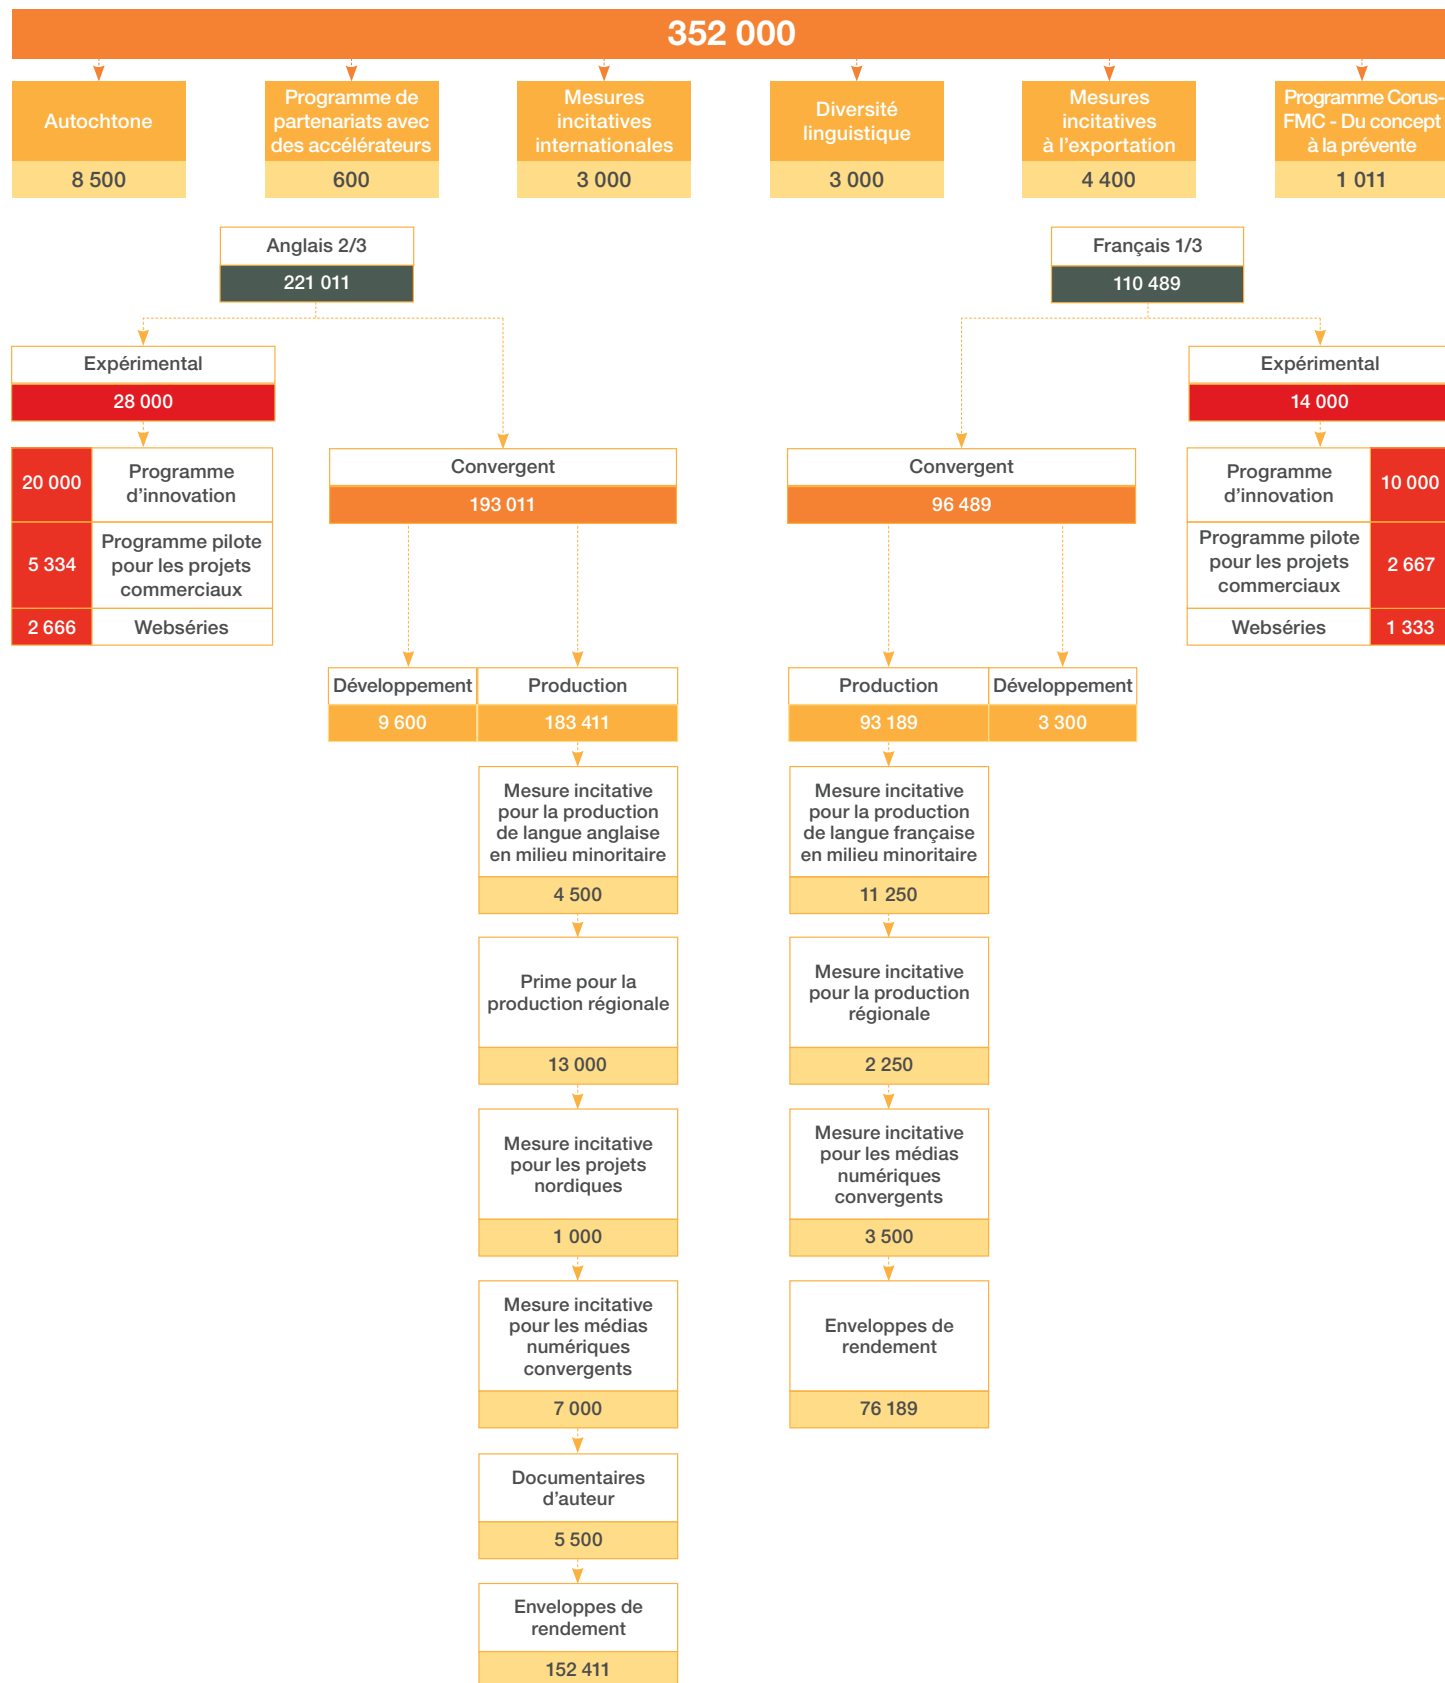 352 000
Autochtone
8 500
Programme de
partenariats avec
des accélérateurs
600
Mesures
incitatives
internationales
3 000
Diversité
linguistique
3 000
Mesures
incitatives
à l'exportation
4 400
Programme Corus-
FMC - Du concept
à la prévente
1 011
Anglais 2/3
221 011
Français 1/3
110 489
Expérimental
28 000
20 000
Programme
d'innovation
5 334
Programme pilote
pour les projets
commerciaux
2 666
Webséries
Convergent
193 011
Convergent
96 489
Expérimental
14 000
Programme
d'innovation
10 000
Programme pilote
pour les projets
commerciaux
2 667
Webséries
1 333
Développement
9 600
Production
183 411
Production
93 189
Développement
3 300
Mesure incitative
pour la production
de langue anglaise
en milieu minoritaire
4 500
Prime pour la
production régionale
13 000
Mesure incitative
pour les projets
nordiques
1 000
Mesure incitative
pour les médias
numériques
convergents
7 000
Documentaires
d'auteur
5 500
Enveloppes de
rendement
152 411
Mesure incitative
pour la production
de langue française
en milieu minoritaire
11 250
Mesure incitative
pour la production
régionale
2 250
Mesure incitative
pour les médias
numériques
convergents
3 500
Enveloppes de
rendement
76 189